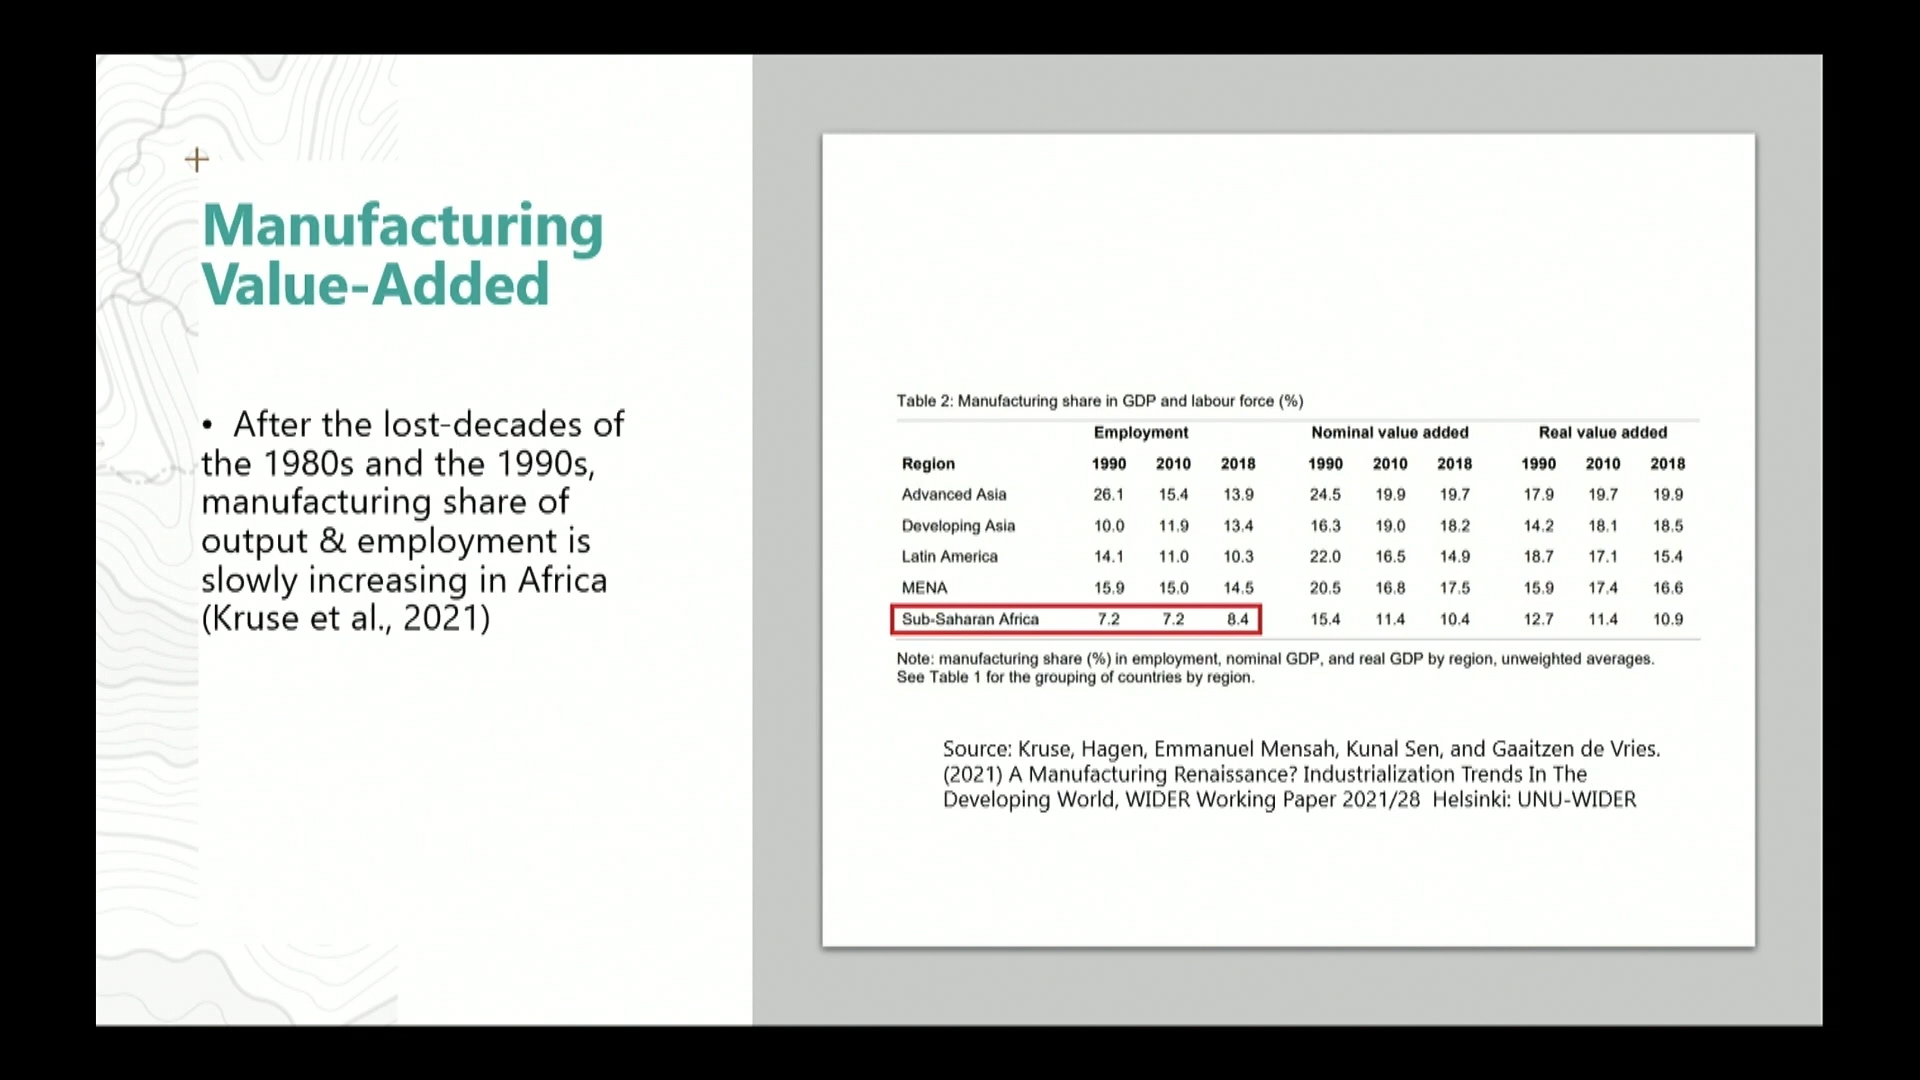 Manufacturing
Value-Added
• After the lost-decades of
the 1980s and the 1990s,
manufacturing share of
output & employment is
slowly increasing in Africa
(Kruse et al., 2021)
Table 2: Manufacturing share in GDP and labour force (%)
Employment Nominal value added Real value added
Region 1990 2010 2018 1990 2010 2018 1990 2010 2018
Advanced Asia 26.1 15.4 13.9 24.5 19.9 19.7 17.9 19.7 19.9
Developing Asia 10.0 11.9 13.4 16.3 19.0 18.2 14.2 18.1 18.5
Latin America 14.1 11.0 10.3 22.0 16.5 14.9 18.7 17.1 15.4
MENA 15.9 15.0 14.5 20.5 16.8 17.5 15.9 17.4 16.6
Sub-Saharan Africa 7.2 7.2 8.4 15.4 11.4 10.4 12.7 11.4 10.9
Note: manufacturing share (%) in employment, nominal GDP, and real GDP by region, unweighted averages.
See Table 1 for the grouping of countries by region.
Source: Kruse, Hagen, Emmanuel Mensah, Kunal Sen, and Gaaitzen de Vries.
(2021) A Manufacturing Renaissance? Industrialization Trends In The
Developing World, WIDER Working Paper 2021/28 Helsinki: UNU-WIDER